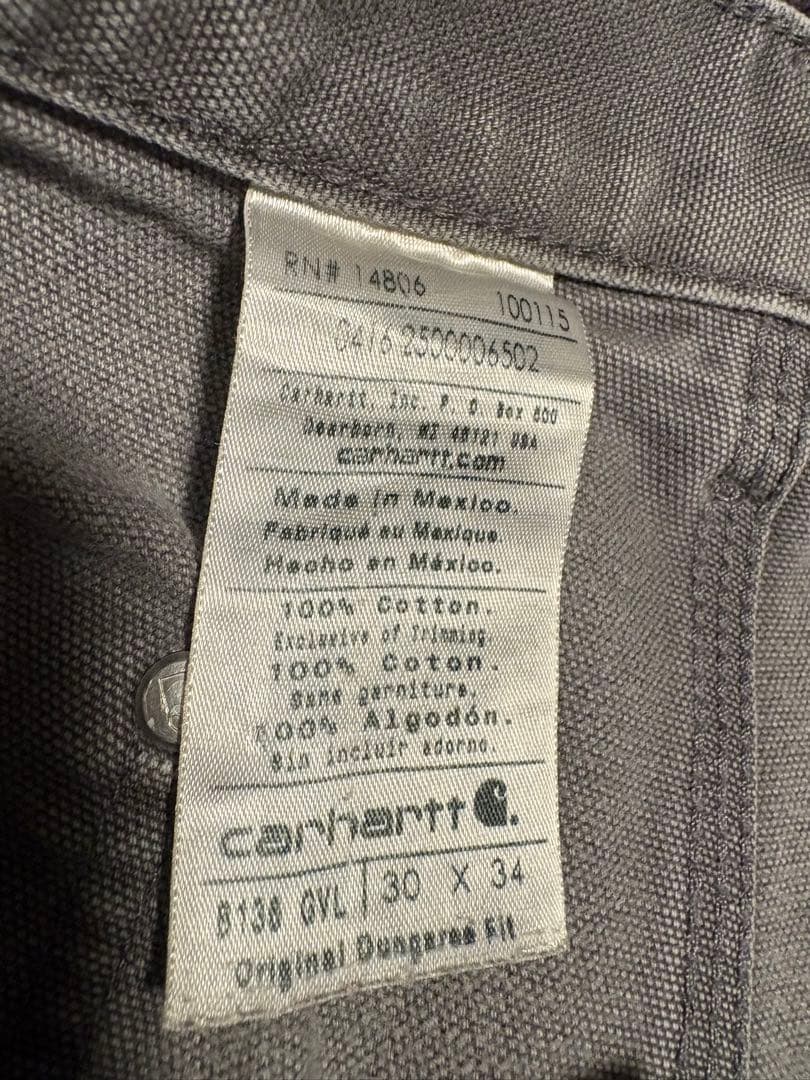 RN# 14806 100115
0416 2500006502
Carhartt, Inc. P. O. Box 600
Dearborn, MI 48121 USA
carhartt.com
Made in Mexico.
Fabriqué au Mexique.
Hecho en México.
100% Cotton.
Exclusive of Trimming.
100% Coton.
Sans garniture.
100% Algodón.
Sin incluir adorno.
carhartt
B136 GVL 30 X 34
Original Dungaree Fit